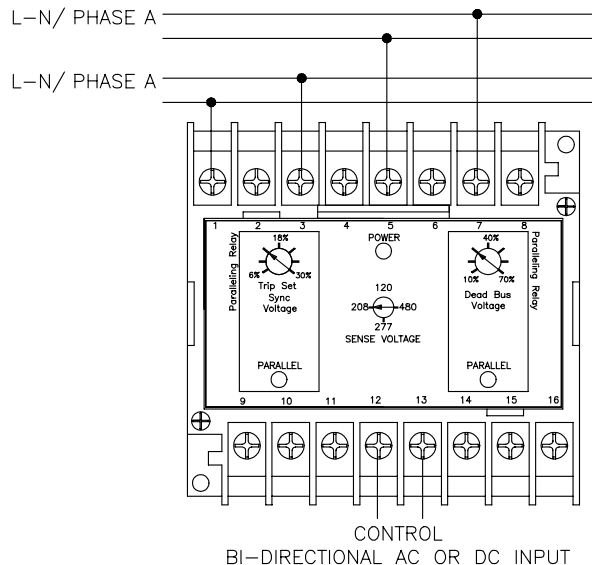 L-N/ PHASE A
L-N/ PHASE A
1 2 3 4 5 6 7 8
Paralleling Relay
18%
6% 30%
Trip Set
Sync
Voltage
PARALLEL
POWER
120
208 480
277
SENSE VOLTAGE
40%
10% 70%
Dead Bus
Voltage
PARALLEL
Paralleling Relay
9 10 11 12 13 14 15 16
CONTROL
BI-DIRECTIONAL AC OR DC INPUT